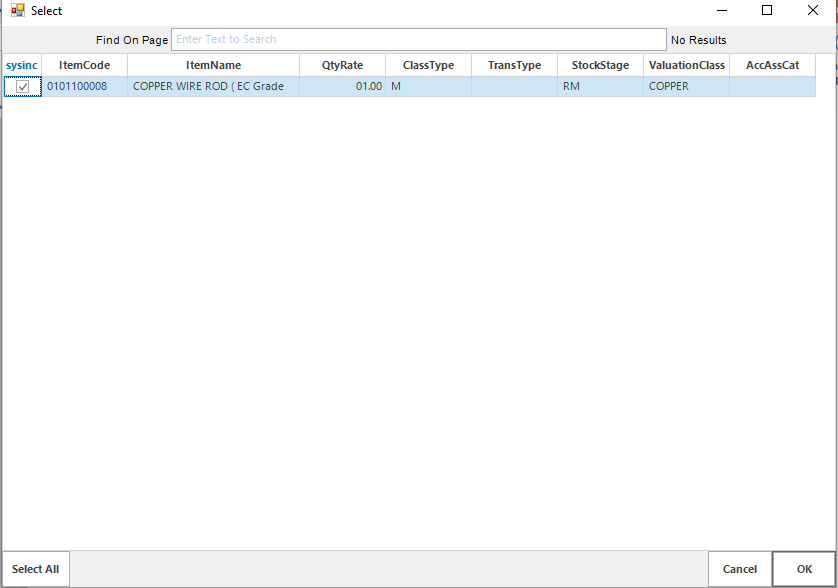 Select
Find On Page Enter Text to Search No Results
sysinc ItemCode ItemName QtyRate ClassType TransType StockStage ValuationClass AccAssCat
0101100008 COPPER WIRE ROD ( EC Grade 01.00 M RM COPPER
Select All Cancel OK